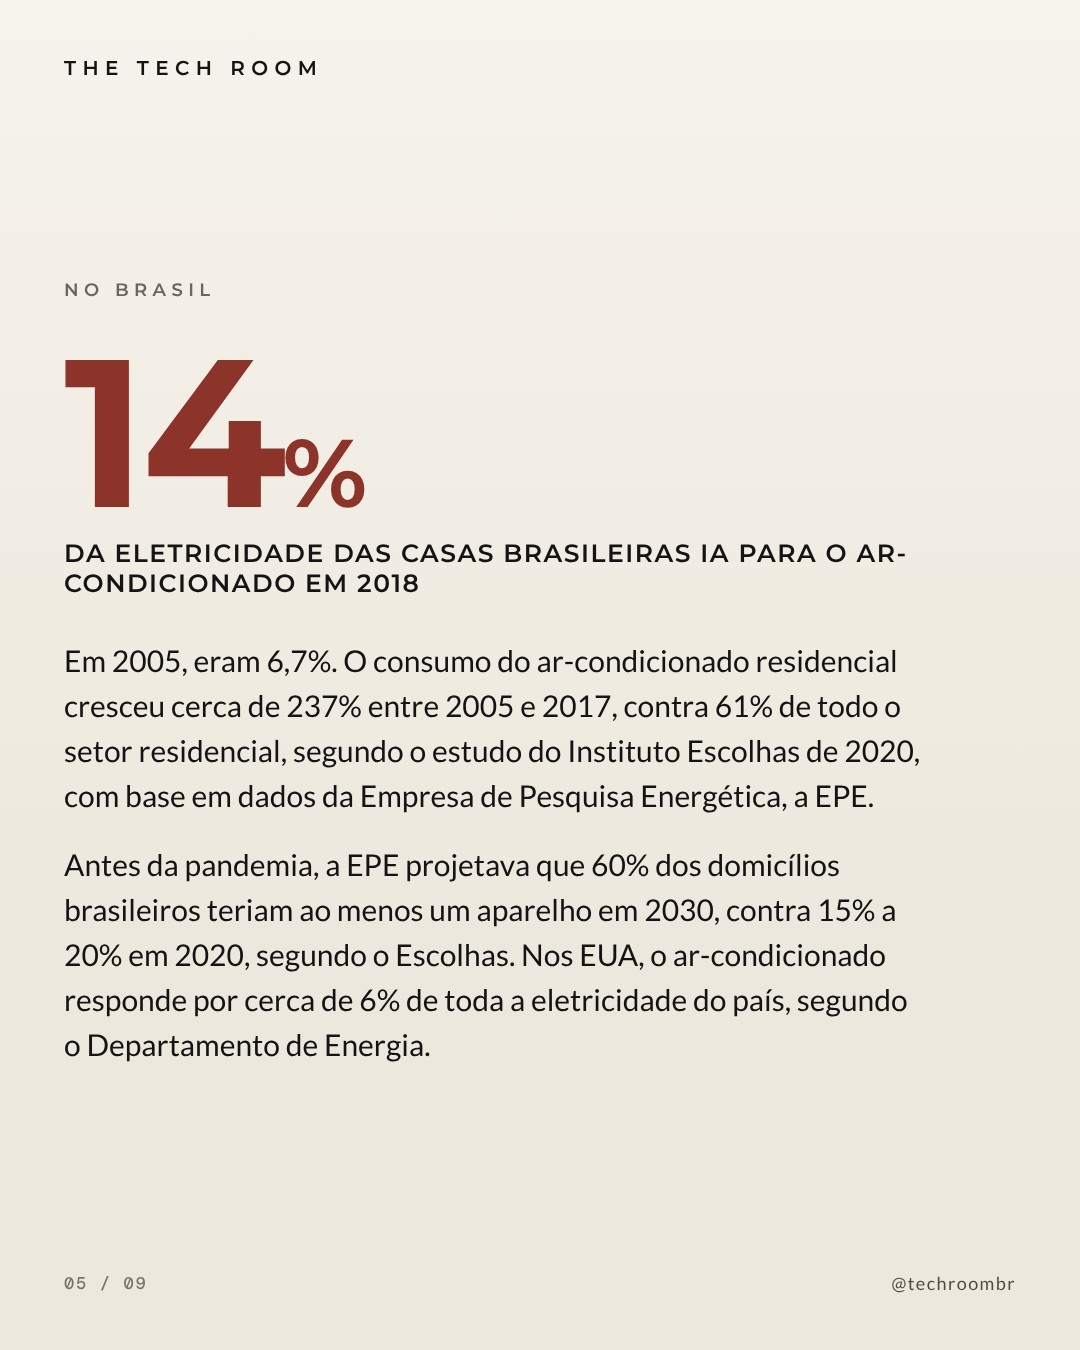 THE TECH ROOM
NO BRASIL
14%
DA ELETRICIDADE DAS CASAS BRASILEIRAS IA PARA O AR-
CONDICIONADO EM 2018
Em 2005, eram 6,7%. O consumo do ar-condicionado residencial
cresceu cerca de 237% entre 2005 e 2017, contra 61% de todo o
setor residencial, segundo o estudo do Instituto Escolhas de 2020,
com base em dados da Empresa de Pesquisa Energética, a EPE.
Antes da pandemia, a EPE projetava que 60% dos domicílios
brasileiros teriam ao menos um aparelho em 2030, contra 15% a
20% em 2020, segundo o Escolhas. Nos EUA, o ar-condicionado
responde por cerca de 6% de toda a eletricidade do país, segundo
o Departamento de Energia.
05 / 09
@techroombr